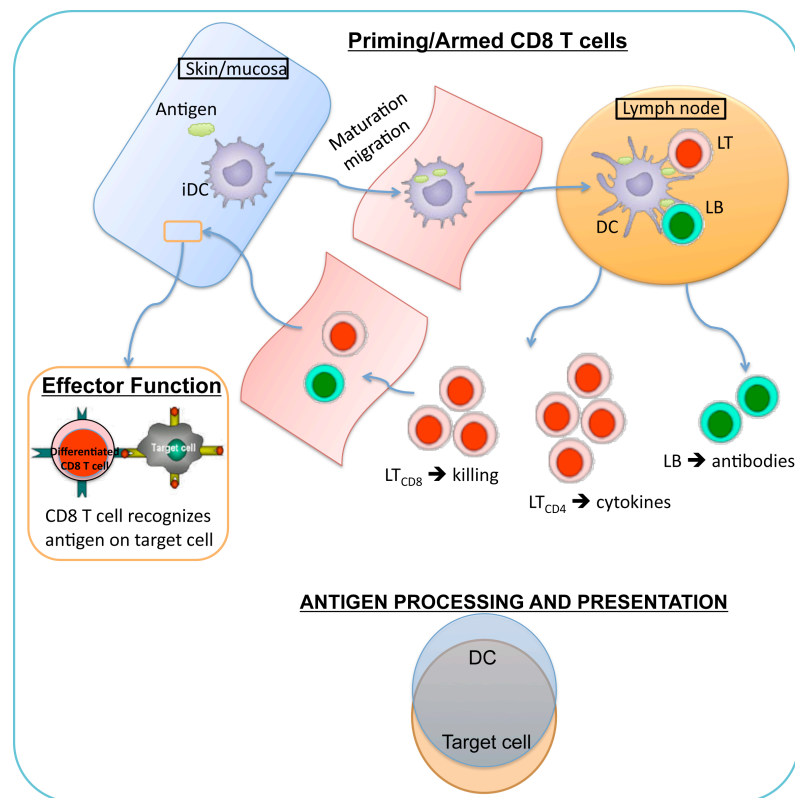 Priming/Armed CD8 T cells
Skin/mucosa
Antigen
iDC
Maturation
migration
Lymph node
LT
LB
DC
Effector Function
Differentiated
CD8 T cell
Target cell
CD8 T cell recognizes
antigen on target cell
LTCD8 ➔ killing
LTCD4 ➔ cytokines
LB ➔ antibodies
ANTIGEN PROCESSING AND PRESENTATION
DC
Target cell